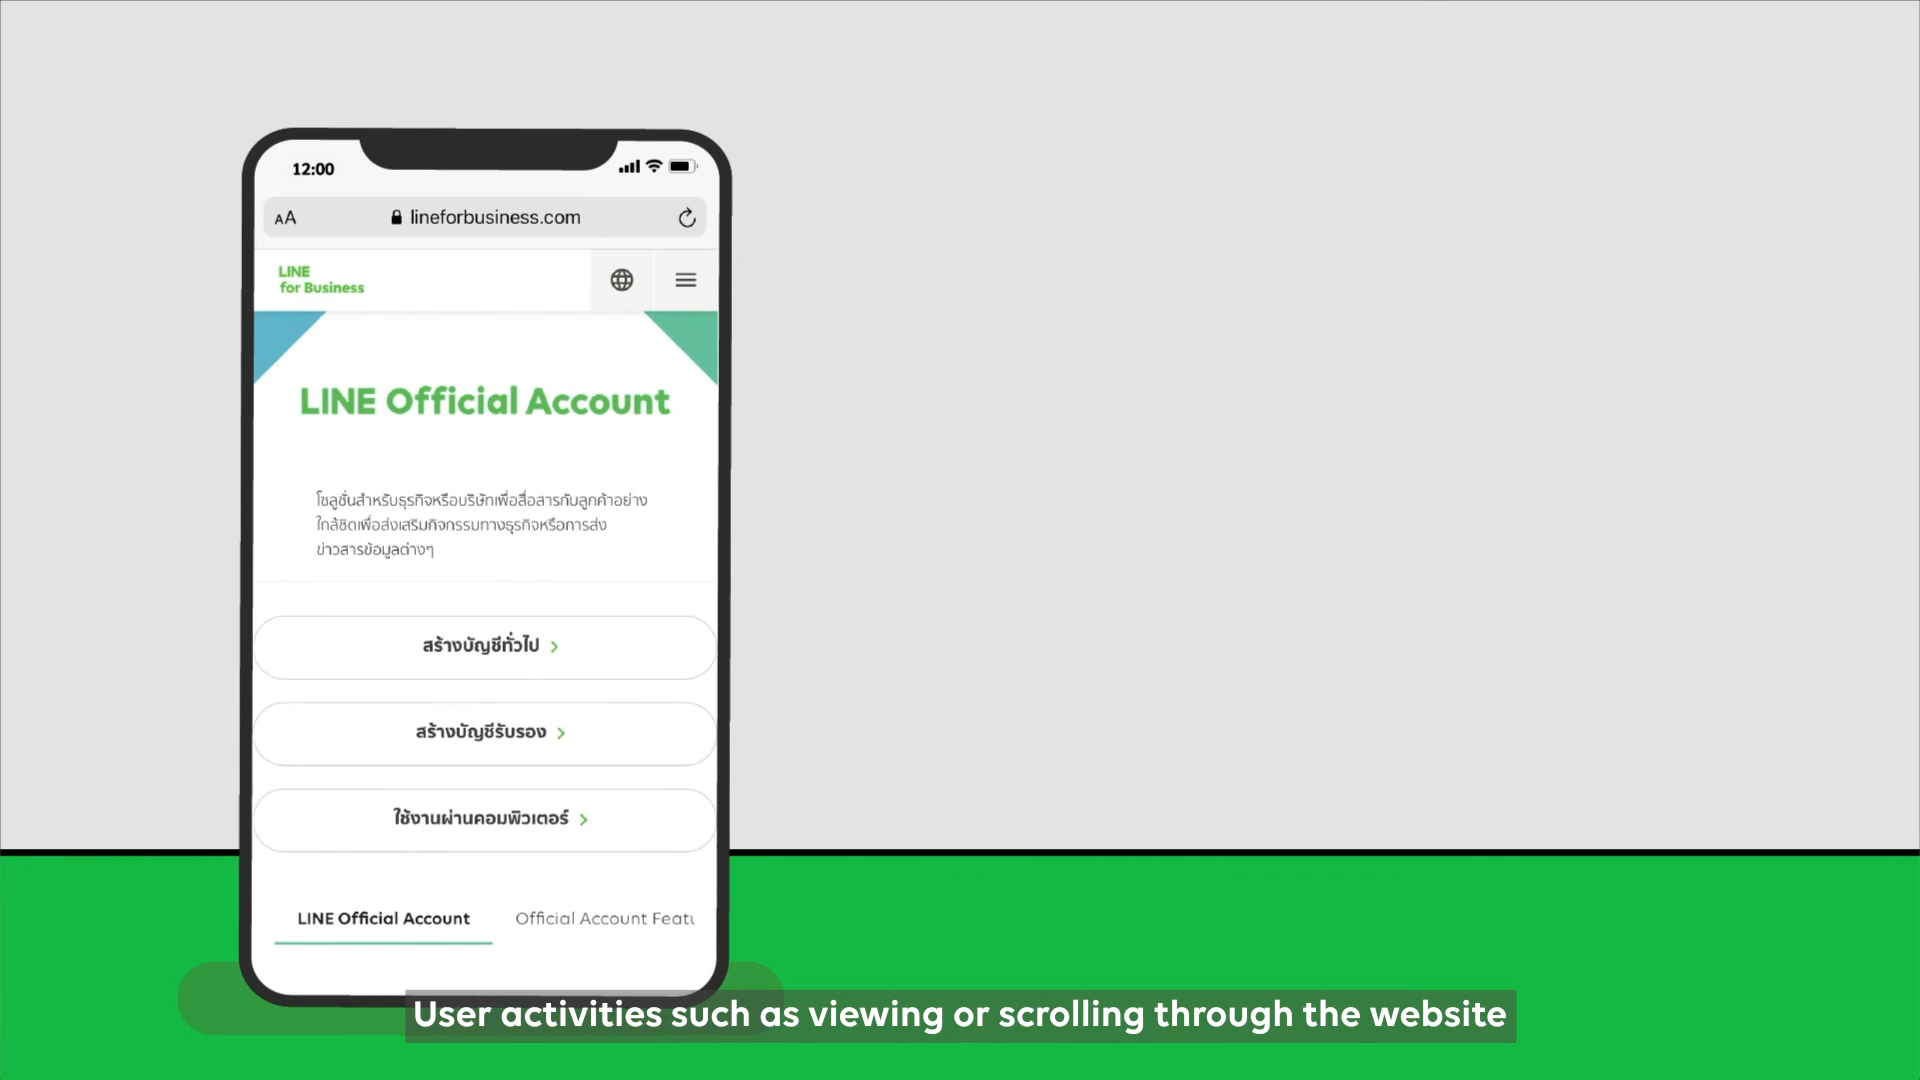 12:00
AA lineforbusiness.com
LINE
for Business
LINE Official Account
โซลูชั่นสำหรับธุรกิจหรือบริษัทเพื่อสื่อสารกับลูกค้าอย่าง
ใกล้ชิดเพื่อส่งเสริมกิจกรรมทางธุรกิจหรือการส่ง
ข่าวสารข้อมูลต่างๆ
สร้างบัญชีทั่วไป
สร้างบัญชีรับรอง
ใช้งานผ่านคอมพิวเตอร์
LINE Official Account Official Account Featu
User activities such as viewing or scrolling through the website